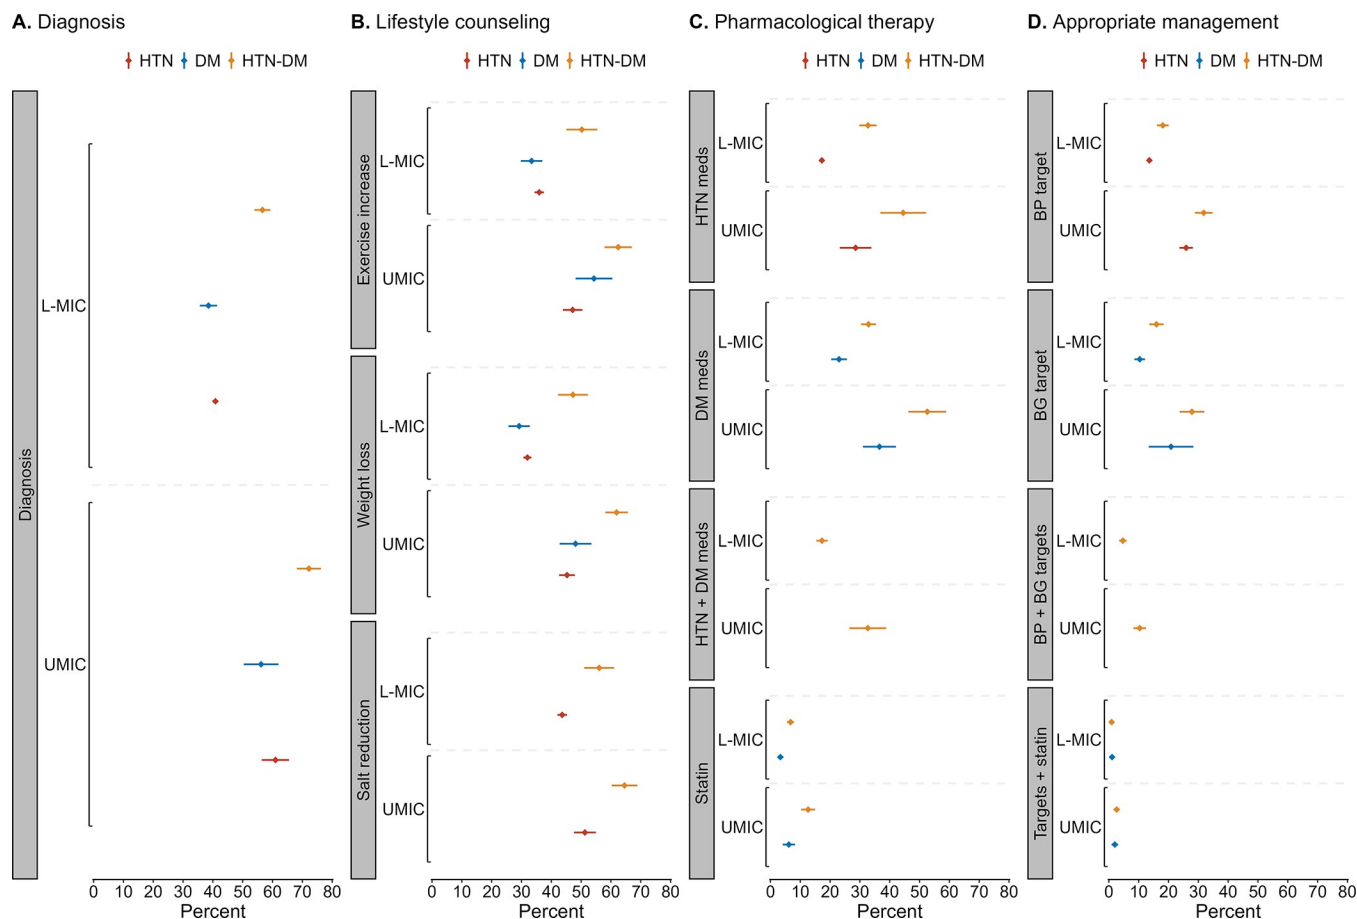 A. Diagnosis
HTN DM HTN-DM
Diagnosis
L-MIC
UMIC
0 10 20 30 40 50 60 70 80
Percent
B. Lifestyle counseling
HTN DM HTN-DM
Exercise increase
L-MIC
UMIC
Weight loss
L-MIC
UMIC
Salt reduction
L-MIC
UMIC
0 10 20 30 40 50 60 70 80
Percent
C. Pharmacological therapy
HTN DM HTN-DM
HTN meds
L-MIC
UMIC
DM meds
L-MIC
UMIC
HTN + DM meds
L-MIC
UMIC
Statin
L-MIC
UMIC
0 10 20 30 40 50 60 70 80
Percent
D. Appropriate management
HTN DM HTN-DM
BP target
L-MIC
UMIC
BG target
L-MIC
UMIC
BP + BG targets
L-MIC
UMIC
Targets + statin
L-MIC
UMIC
0 10 20 30 40 50 60 70 80
Percent